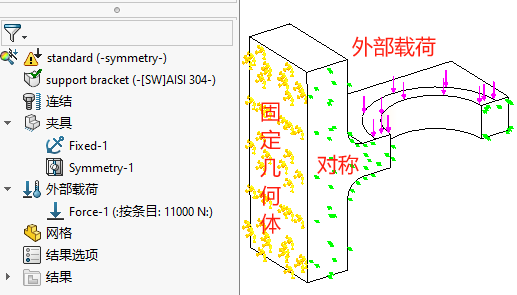 standard (-symmetry-)
support bracket (-[SW]AISI 304-)
连结
夹具
Fixed-1
Symmetry-1
外部载荷
Force-1 (:按条目: 11000 N:)
网格
结果选项
结果
外部载荷
固定几何体
对称